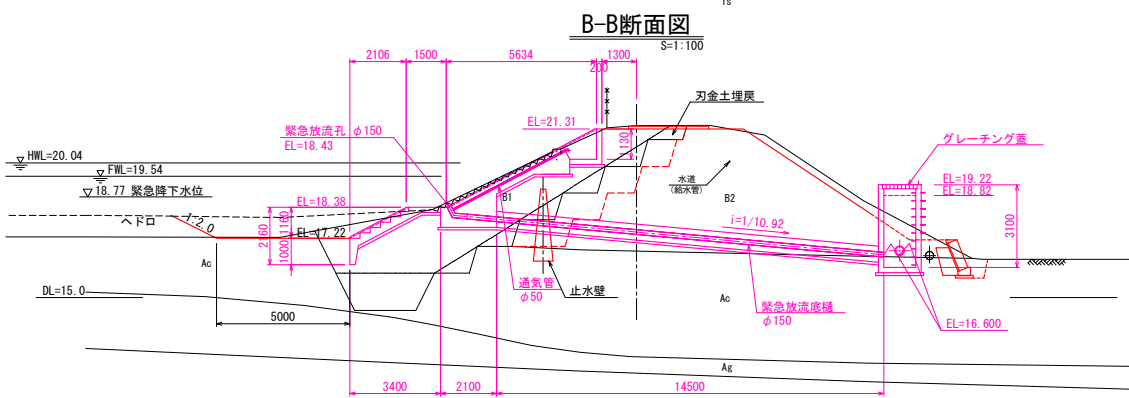 Ts
B-B断面図
S=1:100
2106
1500
5634
200
1300
刃金土埋戻
緊急放流孔 φ150
EL=18.43
EL=21.31
130
グレーチング蓋
HWL=20.04
FWL=19.54
18.77 緊急降下水位
水道
(給水管)
EL=19.22
EL=18.82
B1
B2
ヘドロ
1:2.0
EL=18.38
2160
1160
1000
EL=17.22
i=1/10.92
3100
Ac
通気管
φ50
止水壁
Ac
緊急放流底樋
φ150
EL=16.600
DL=15.0
5000
Ag
3400
2100
14500